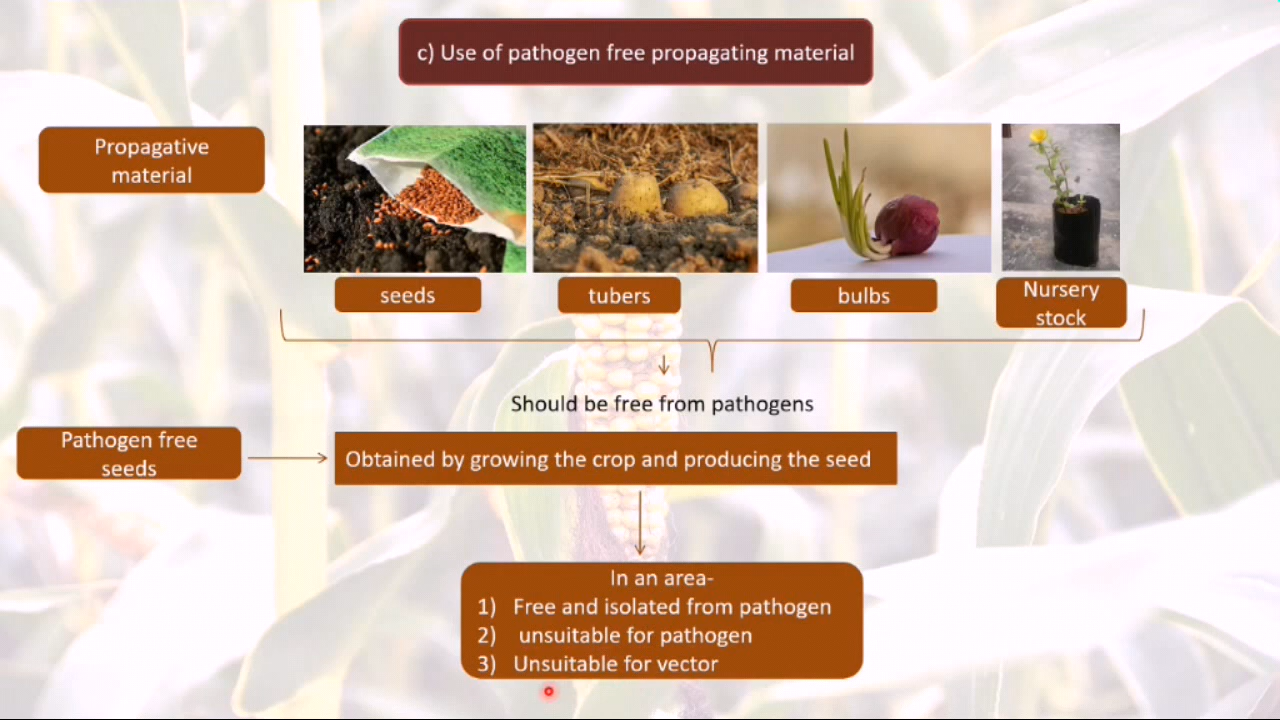 c) Use of pathogen free propagating material
Propagative
material
seeds
tubers
bulbs
Nursery
stock
Should be free from pathogens
Pathogen free
seeds
Obtained by growing the crop and producing the seed
In an area-
1) Free and isolated from pathogen
2) unsuitable for pathogen
3) Unsuitable for vector